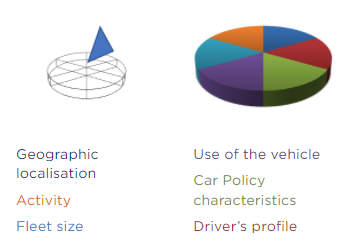 Geographic
localisation
Activity
Fleet size
Use of the vehicle
Car Policy
characteristics
Driver's profile